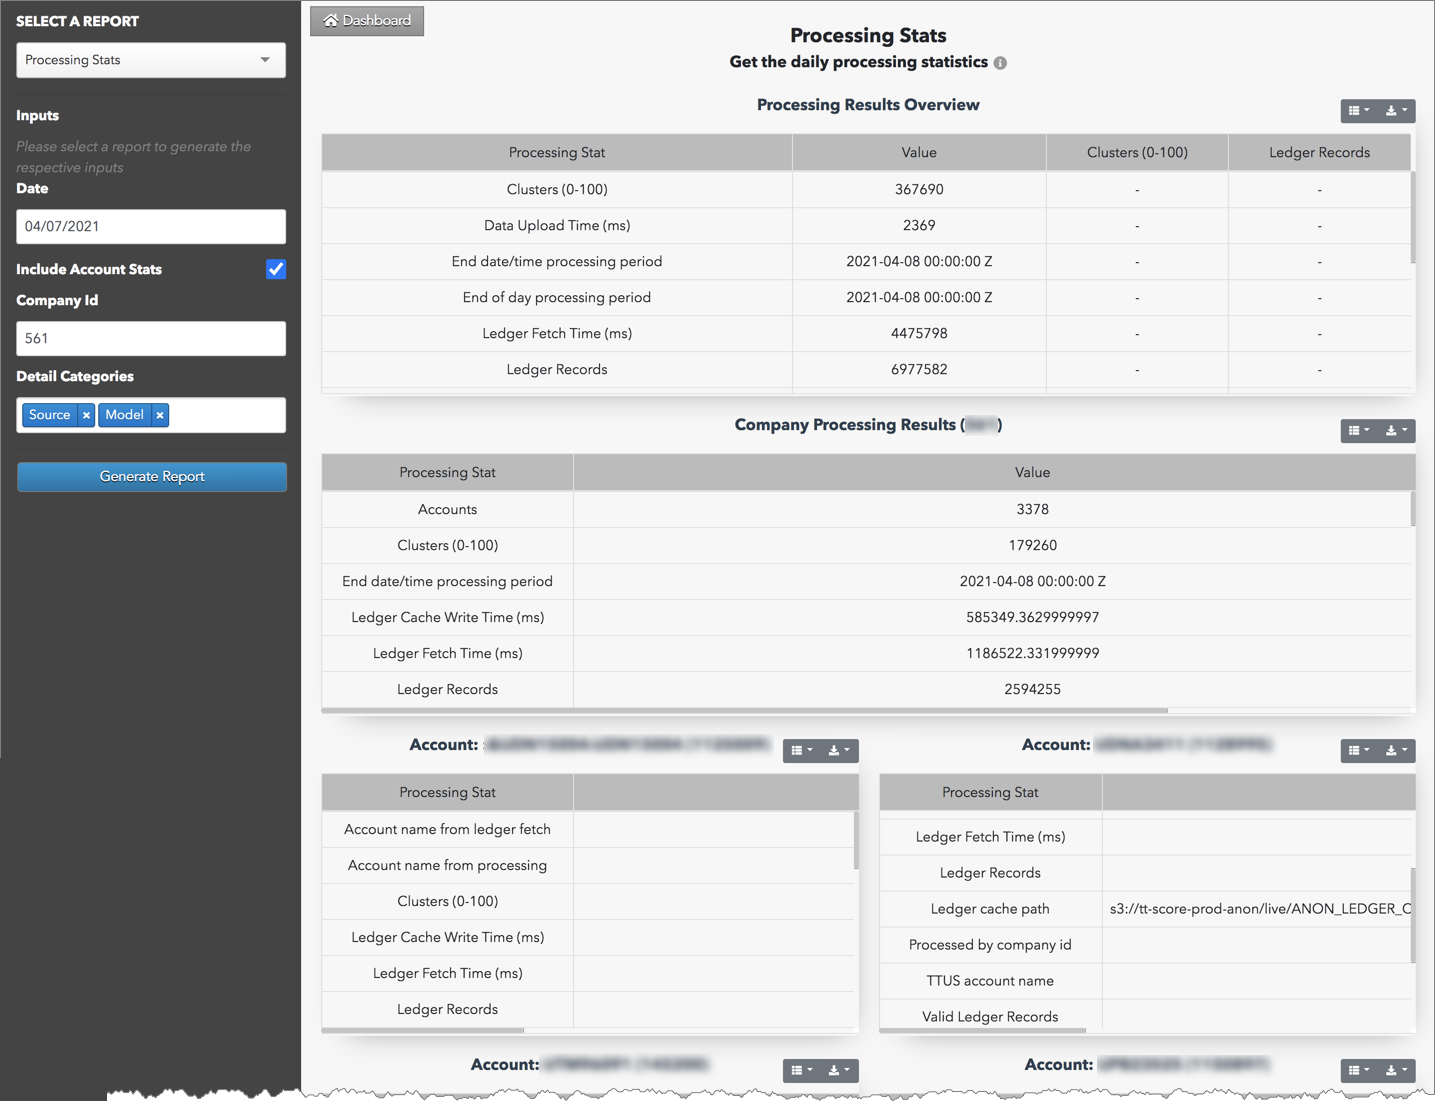 SELECT A REPORT
Processing Stats
Inputs
Please select a report to generate the
respective inputs
Date
04/07/2021
Include Account Stats
Company Id
561
Detail Categories
Source × Model ×
Generate Report
Dashboard
Processing Stats
Get the daily processing statistics
Processing Results Overview
Processing Stat Value Clusters (0-100) Ledger Records
Clusters (0-100) 367690 - -
Data Upload Time (ms) 2369 - -
End date/time processing period 2021-04-08 00:00:00 Z - -
End of day processing period 2021-04-08 00:00:00 Z - -
Ledger Fetch Time (ms) 4475798 - -
Ledger Records 6977582 - -
Company Processing Results ( )
Processing Stat Value
Accounts 3378
Clusters (0-100) 179260
End date/time processing period 2021-04-08 00:00:00 Z
Ledger Cache Write Time (ms) 585349.3629999997
Ledger Fetch Time (ms) 1186522.331999999
Ledger Records 2594255
Account:
Processing Stat
Account name from ledger fetch
Account name from processing
Clusters (0-100)
Ledger Cache Write Time (ms)
Ledger Fetch Time (ms)
Ledger Records
Account:
Processing Stat
Ledger Fetch Time (ms)
Ledger Records
Ledger cache path s3://tt-score-prod-anon/live/ANON_LEDGER_C
Processed by company id
TTUS account name
Valid Ledger Records
Account:
Account: